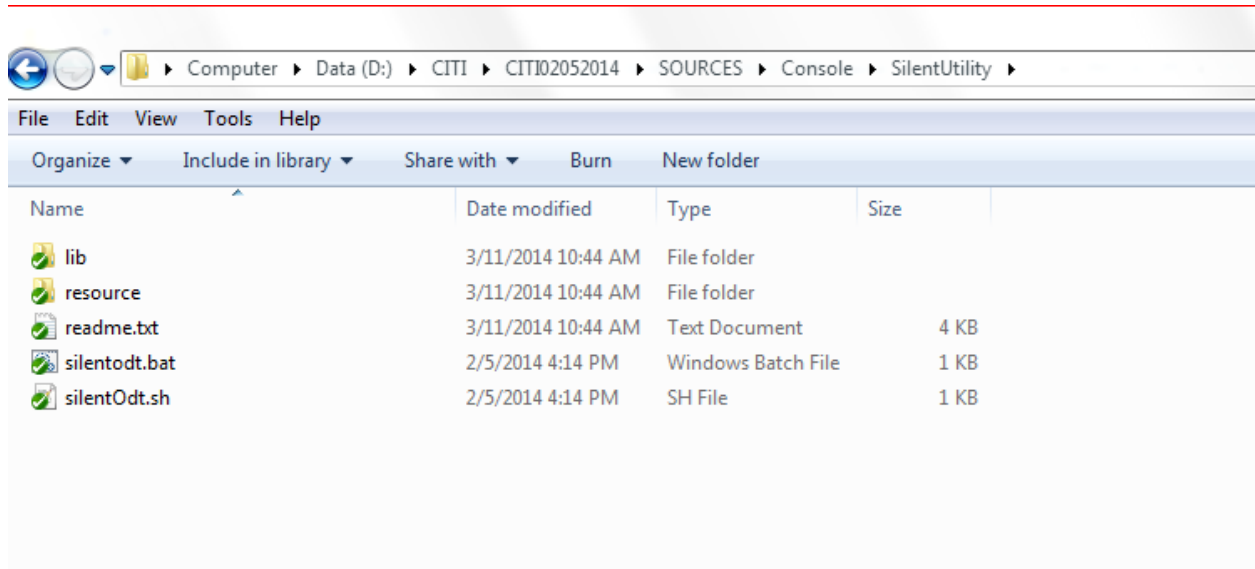 Computer Data (D:) CITI CITI02052014 SOURCES Console SilentUtility
File Edit View Tools Help
Organize Include in library Share with Burn New folder
Name Date modified Type Size
lib 3/11/2014 10:44 AM File folder
resource 3/11/2014 10:44 AM File folder
readme.txt 3/11/2014 10:44 AM Text Document 4 KB
silentodt.bat 2/5/2014 4:14 PM Windows Batch File 1 KB
silentOdt.sh 2/5/2014 4:14 PM SH File 1 KB